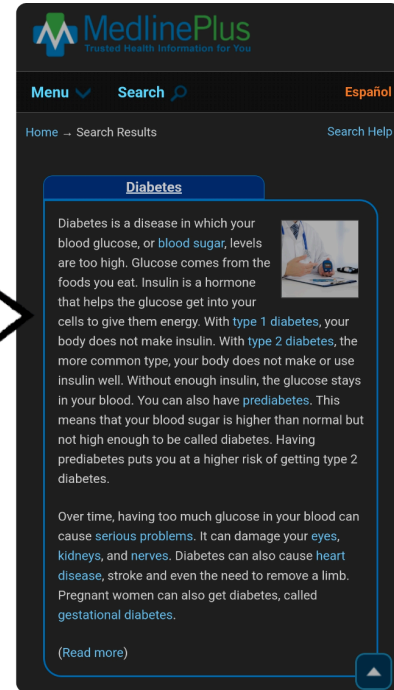 MedlinePlus
Trusted Health Information for You
Menu Search Español
Home → Search Results Search Help
Diabetes
Diabetes is a disease in which your
blood glucose, or blood sugar, levels
are too high. Glucose comes from the
foods you eat. Insulin is a hormone
that helps the glucose get into your
cells to give them energy. With type 1 diabetes, your
body does not make insulin. With type 2 diabetes, the
more common type, your body does not make or use
insulin well. Without enough insulin, the glucose stays
in your blood. You can also have prediabetes. This
means that your blood sugar is higher than normal but
not high enough to be called diabetes. Having
prediabetes puts you at a higher risk of getting type 2
diabetes.
Over time, having too much glucose in your blood can
cause serious problems. It can damage your eyes,
kidneys, and nerves. Diabetes can also cause heart
disease, stroke and even the need to remove a limb.
Pregnant women can also get diabetes, called
gestational diabetes.
(Read more)